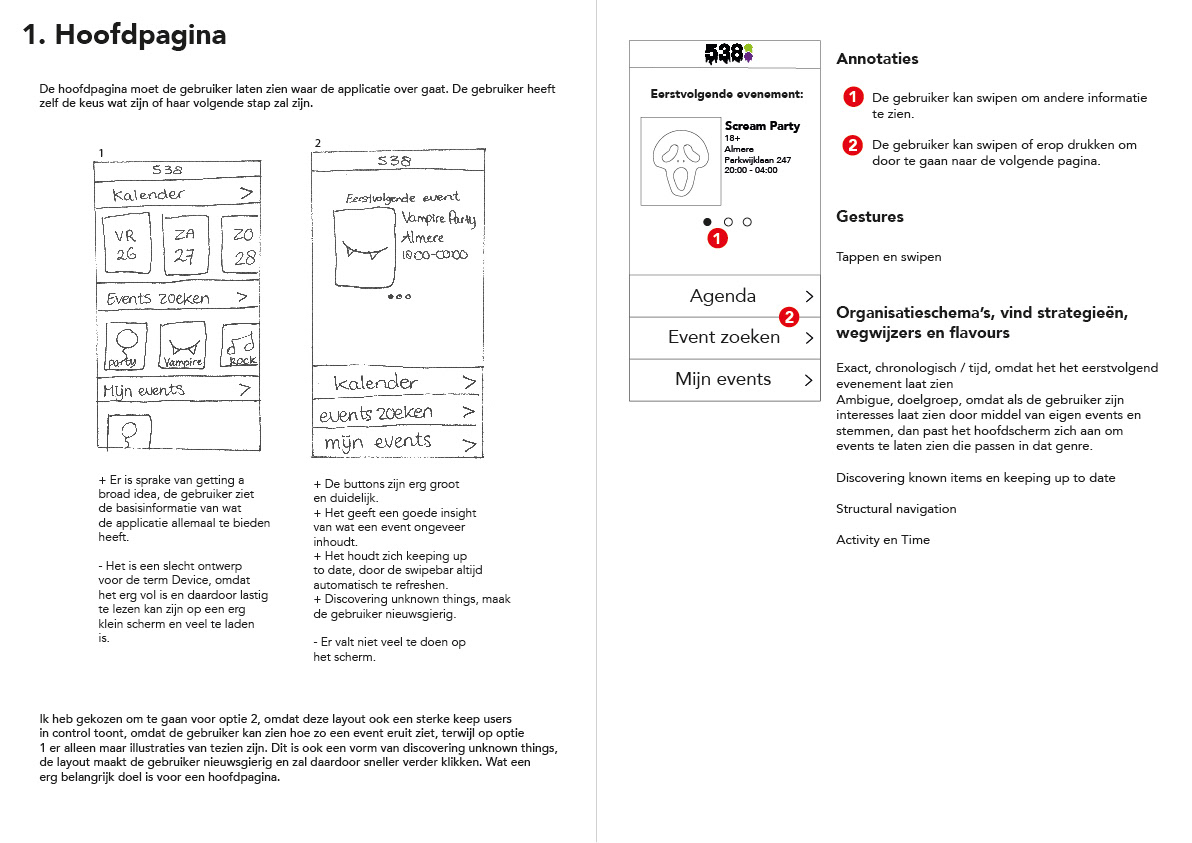 1. Hoofdpagina
De hoofdpagina moet de gebruiker laten zien waar de applicatie over gaat. De gebruiker heeft
zelf de keus wat zijn of haar volgende stap zal zijn.
1
538
Kalender >
VR
26
ZA
27
ZO
28
Events zoeken >
party
Vampire
Rock
Mijn events >
2
538
Eerstvolgende event
Vampire Party
Almere
18:00-00:00
kalender >
events zoeken >
mijn events >
+ Er is sprake van getting a
broad idea, de gebruiker ziet
de basisinformatie van wat
de applicatie allemaal te bieden
heeft.
- Het is een slecht ontwerp
voor de term Device, omdat
het erg vol is en daardoor lastig
te lezen kan zijn op een erg
klein scherm en veel te laden
is.
+ De buttons zijn erg groot
en duidelijk.
+ Het geeft een goede insight
van wat een event ongeveer
inhoudt.
+ Het houdt zich keeping up
to date, door de swipebar altijd
automatisch te refreshen.
+ Discovering unknown things, maak
de gebruiker nieuwsgierig.
- Er valt niet veel te doen op
het scherm.
Ik heb gekozen om te gaan voor optie 2, omdat deze layout ook een sterke keep users
in control toont, omdat de gebruiker kan zien hoe zo een event eruit ziet, terwijl op optie
1 er alleen maar illustraties van tezien zijn. Dit is ook een vorm van discovering unknown things,
de layout maakt de gebruiker nieuwsgierig en zal daardoor sneller verder klikken. Wat een
erg belangrijk doel is voor een hoofdpagina.
538
Eerstvolgende evenement:
Scream Party
18+
Almere
Parkwijklaan 247
20:00 - 04:00
1
Agenda >
2
Event zoeken >
Mijn events >
Annotaties
1 De gebruiker kan swipen om andere informatie
te zien.
2 De gebruiker kan swipen of erop drukken om
door te gaan naar de volgende pagina.
Gestures
Tappen en swipen
Organisatieschema's, vind strategieën,
wegwijzers en flavours
Exact, chronologisch / tijd, omdat het het eerstvolgend
evenement laat zien
Ambigue, doelgroep, omdat als de gebruiker zijn
interesses laat zien door middel van eigen events en
stemmen, dan past het hoofdscherm zich aan om
events te laten zien die passen in dat genre.
Discovering known items en keeping up to date
Structural navigation
Activity en Time